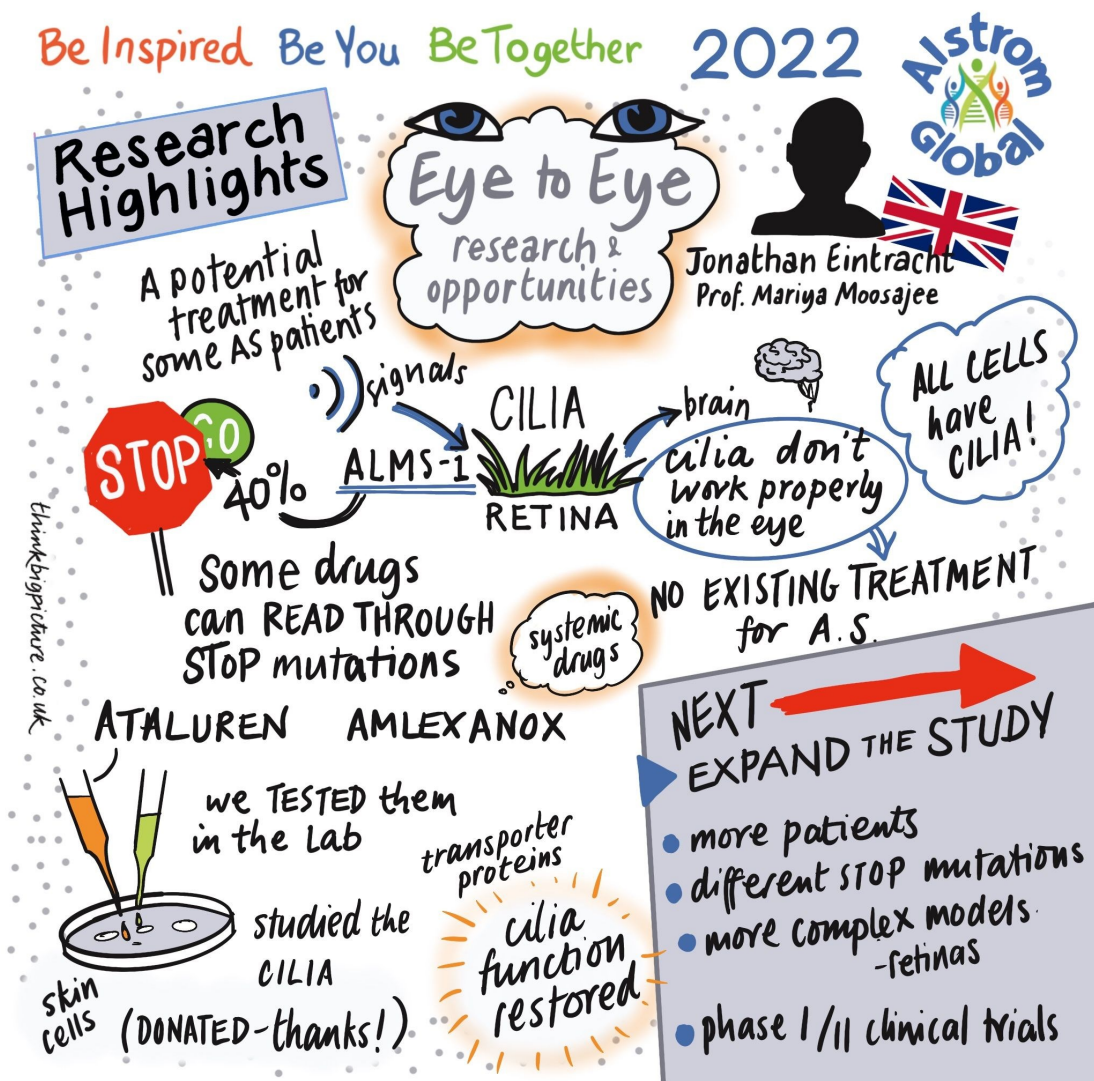 Be Inspired Be You Be Together 2022
Alstrom
Global
Research
Highlights
Eye to Eye
research &
opportunities
Jonathan Eintracht
Prof. Mariya Moosajee
A potential
treatment for
some AS patients
signals
CILIA
brain
ALL CELLS
have
CILIA!
STOP
GO
40%
ALMS-1
RETINA
cilia don't
work properly
in the eye
NO EXISTING TREATMENT
for A.S.
Some drugs
can READ THROUGH
STOP mutations
systemic
drugs
ATALUREN AMLEXANOX
we TESTED them
in the Lab
studied the
CILIA
skin
cells
(DONATED-thanks!)
transporter
proteins
cilia
function
restored
NEXT
EXPAND THE STUDY
• more patients
• different STOP mutations
• more complex models
-retinas
• phase I/II clinical trials
thinkbigpicture.co.uk